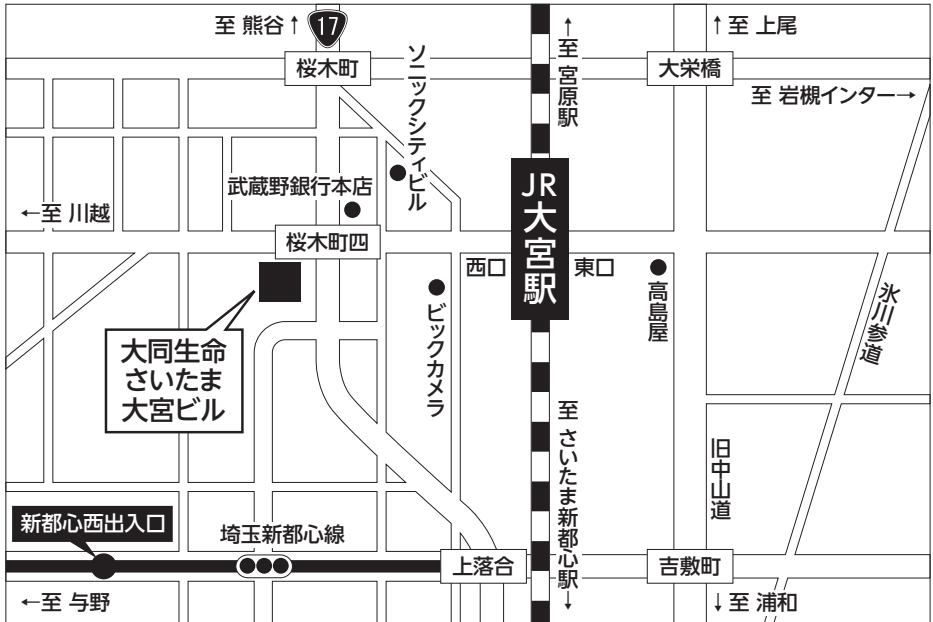 至 熊谷↑
17
↑至 宮原駅
↑至 上尾
桜木町
ソニックシティビル
大栄橋
至 岩槻インター→
JR大宮駅
武蔵野銀行本店
←至 川越
桜木町四
西口
東口
高島屋
氷川参道
ビックカメラ
大同生命
さいたま
大宮ビル
至 さいたま新都心駅↓
旧中山道
新都心西出入口
埼玉新都心線
上落合
吉敷町
←至 与野
↓至 浦和